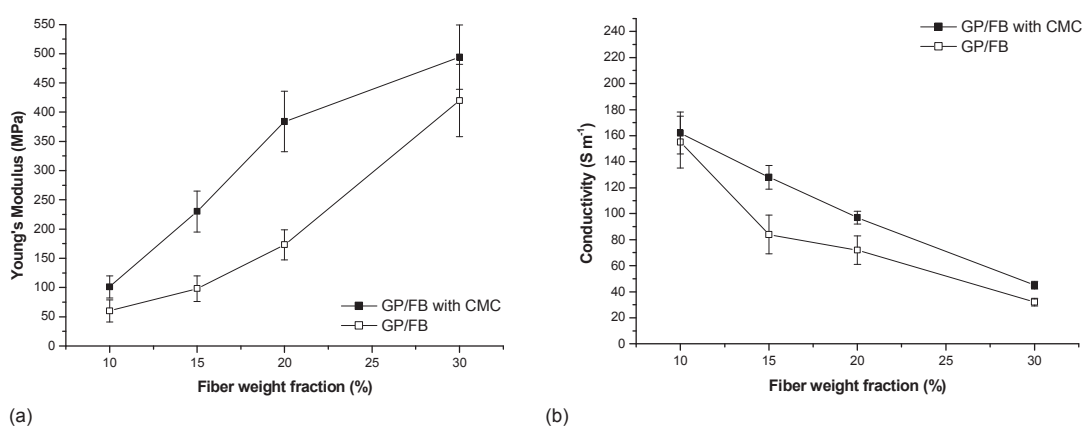 550
500
450
400
350
300
250
200
150
100
50
0
Young's Modulus (MPa)
GP/FB with CMC
GP/FB
10 15 20 25 30
Fiber weight fraction (%)
(a)
GP/FB with CMC
GP/FB
240
220
200
180
160
140
120
100
80
60
40
20
0
Conductivity (S m⁻¹)
10 15 20 25 30
Fiber weight fraction (%)
(b)